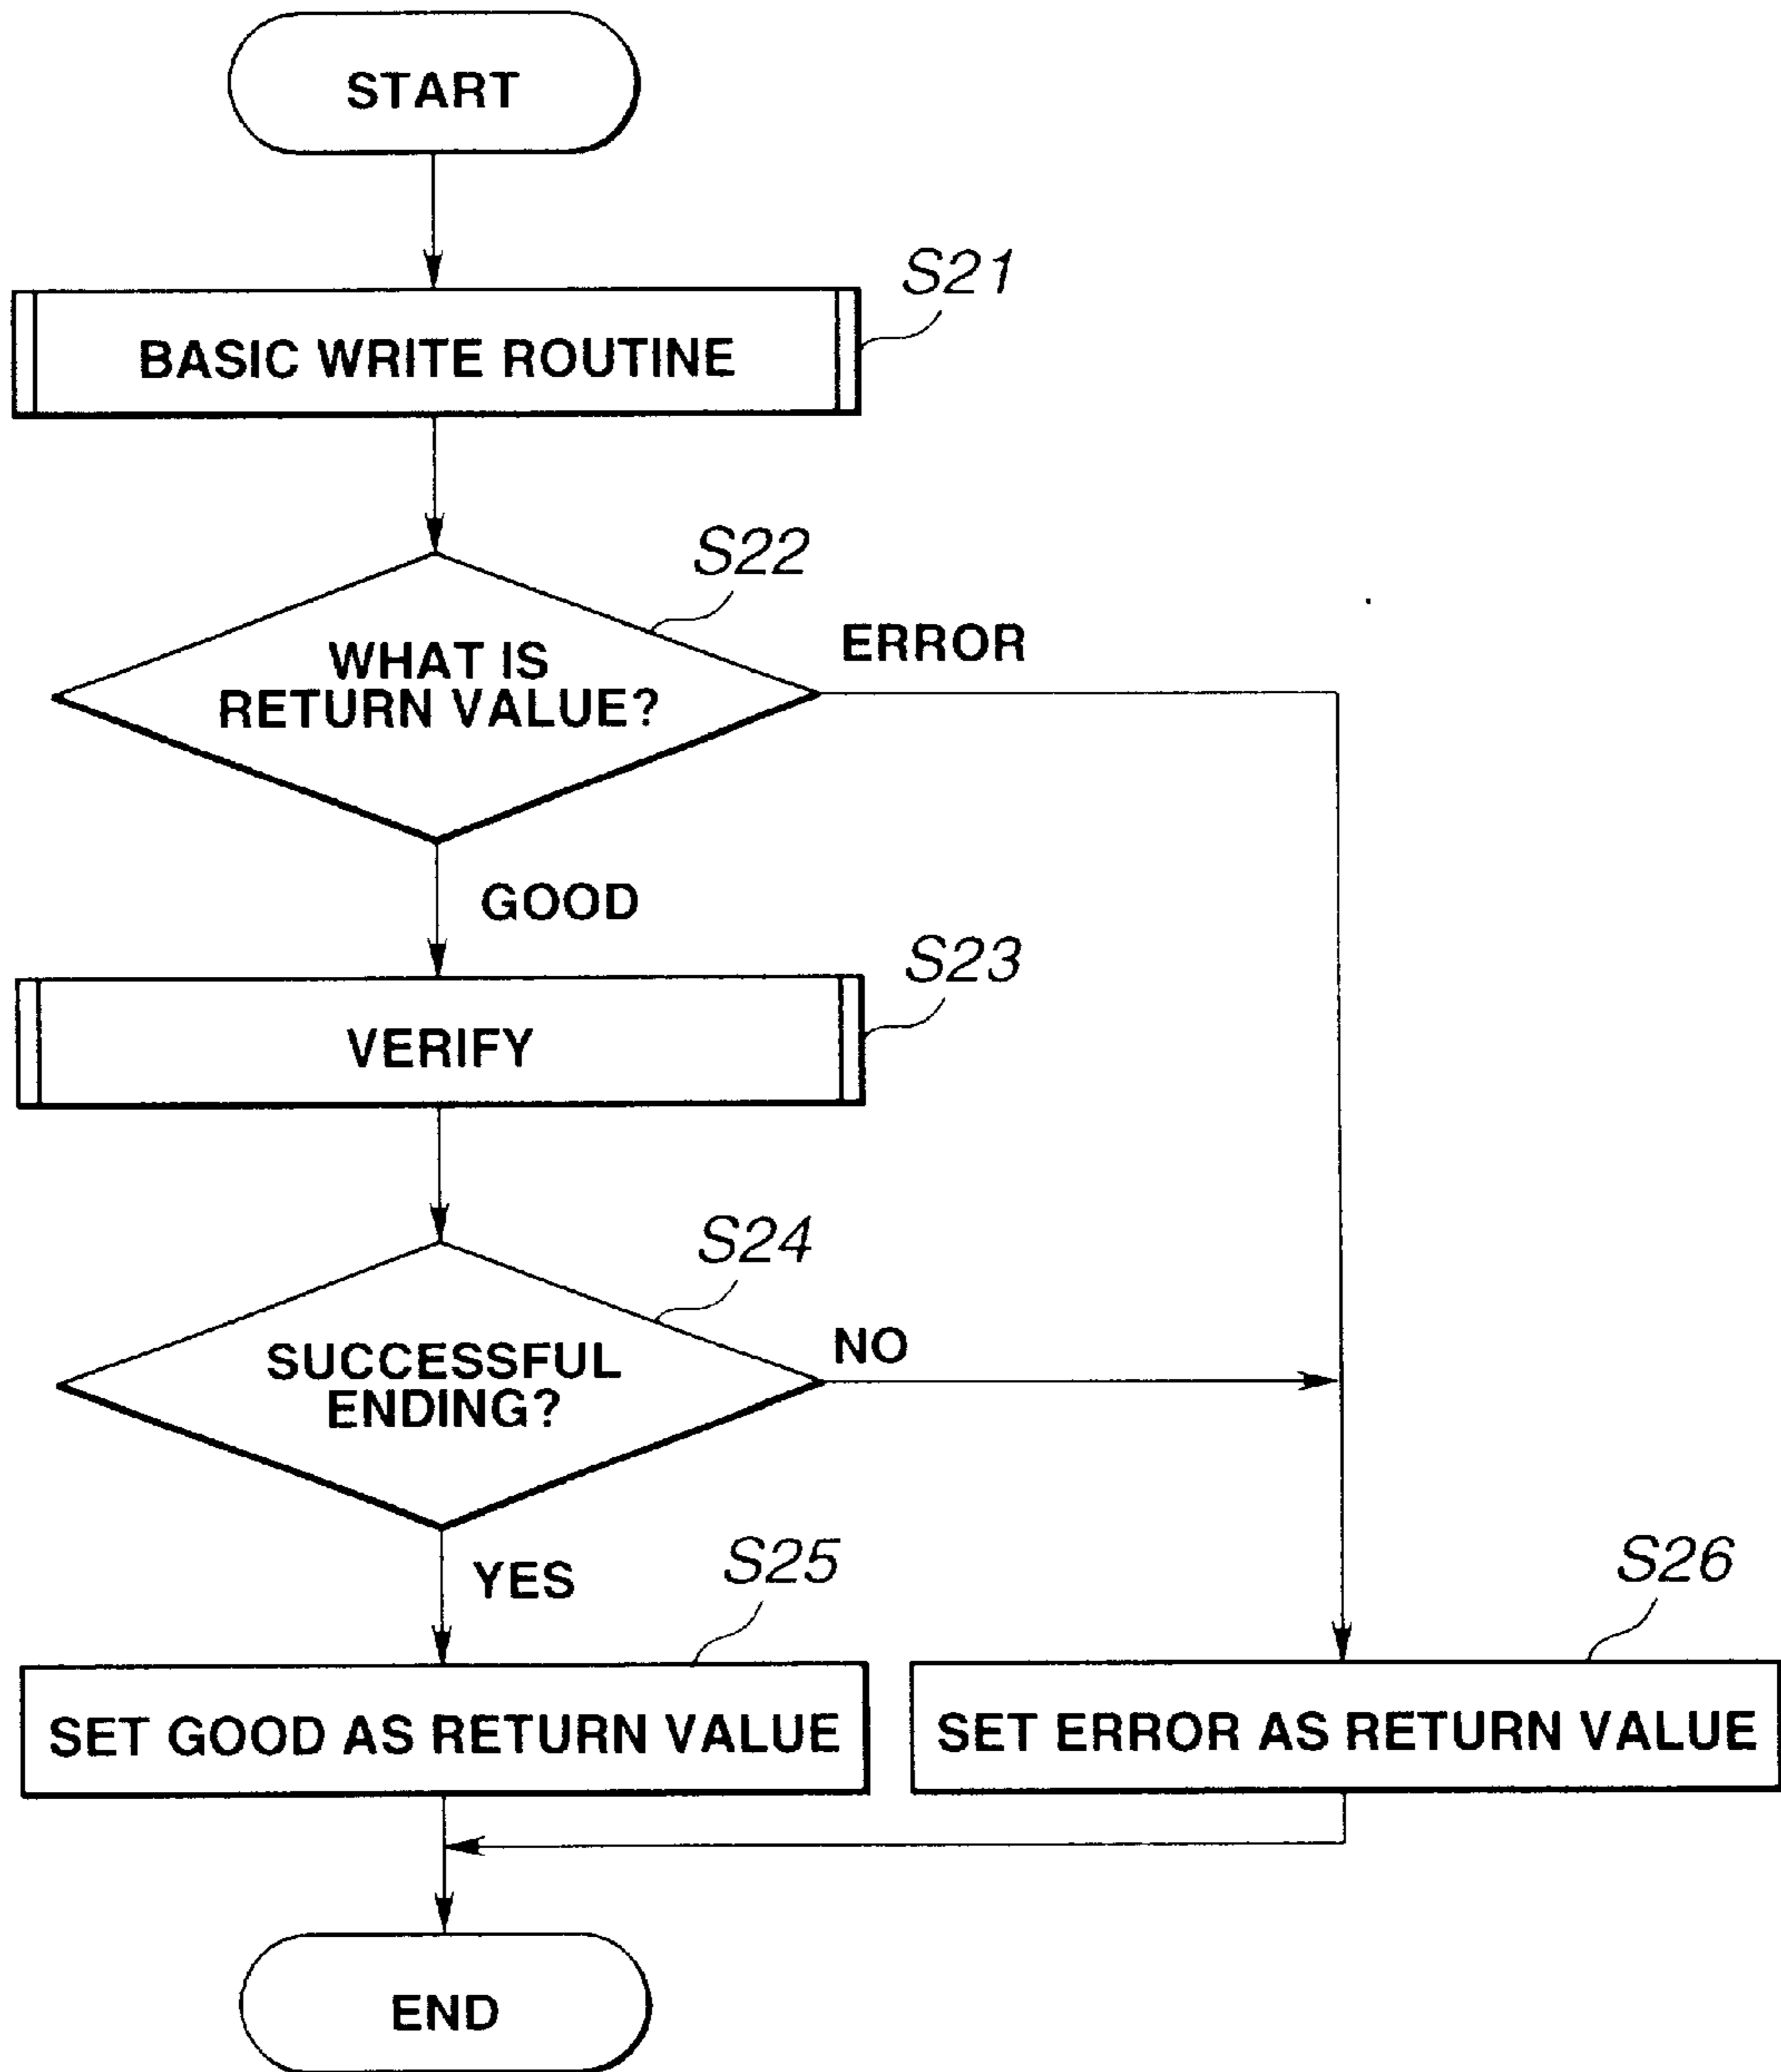 START
S21
BASIC WRITE ROUTINE
S22
WHAT IS
RETURN VALUE?
ERROR
GOOD
S23
VERIFY
S24
SUCCESSFUL
ENDING?
NO
YES
S25
S26
SET GOOD AS RETURN VALUE
SET ERROR AS RETURN VALUE
END